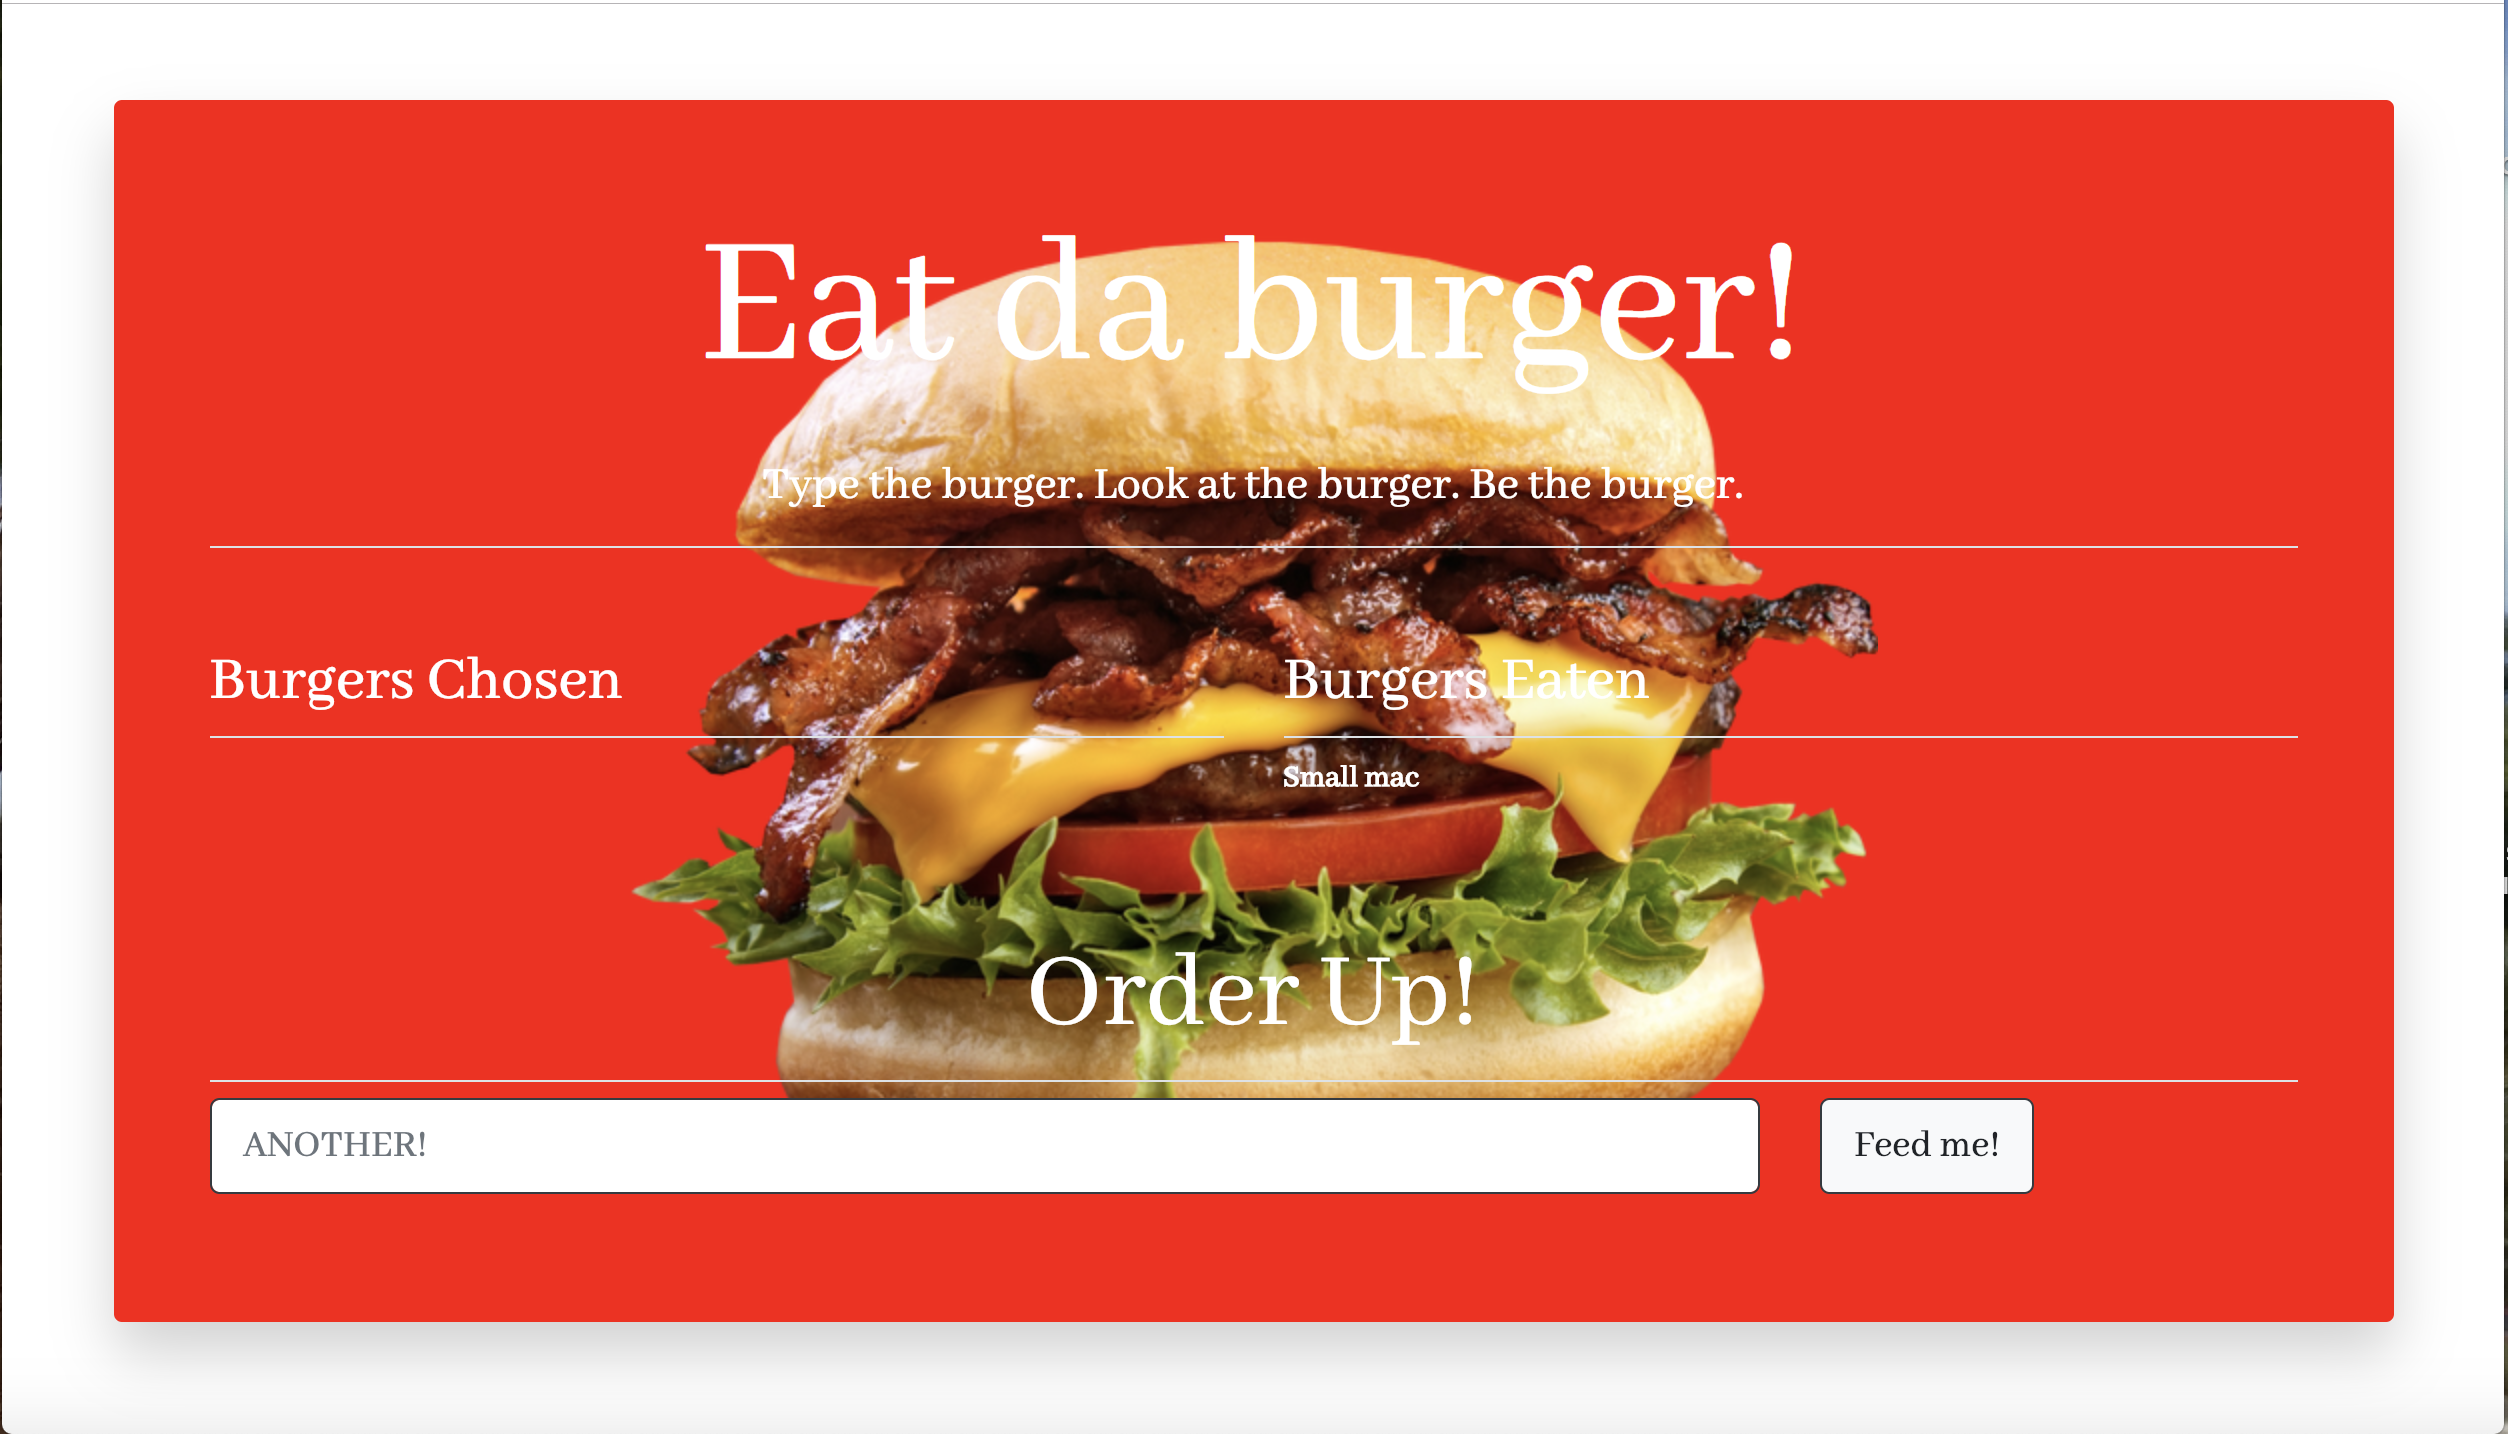 Eat da burger!
Type the burger. Look at the burger. Be the burger.
Burgers Chosen
Burgers Eaten
Small mac
Order Up!
ANOTHER!
Feed me!